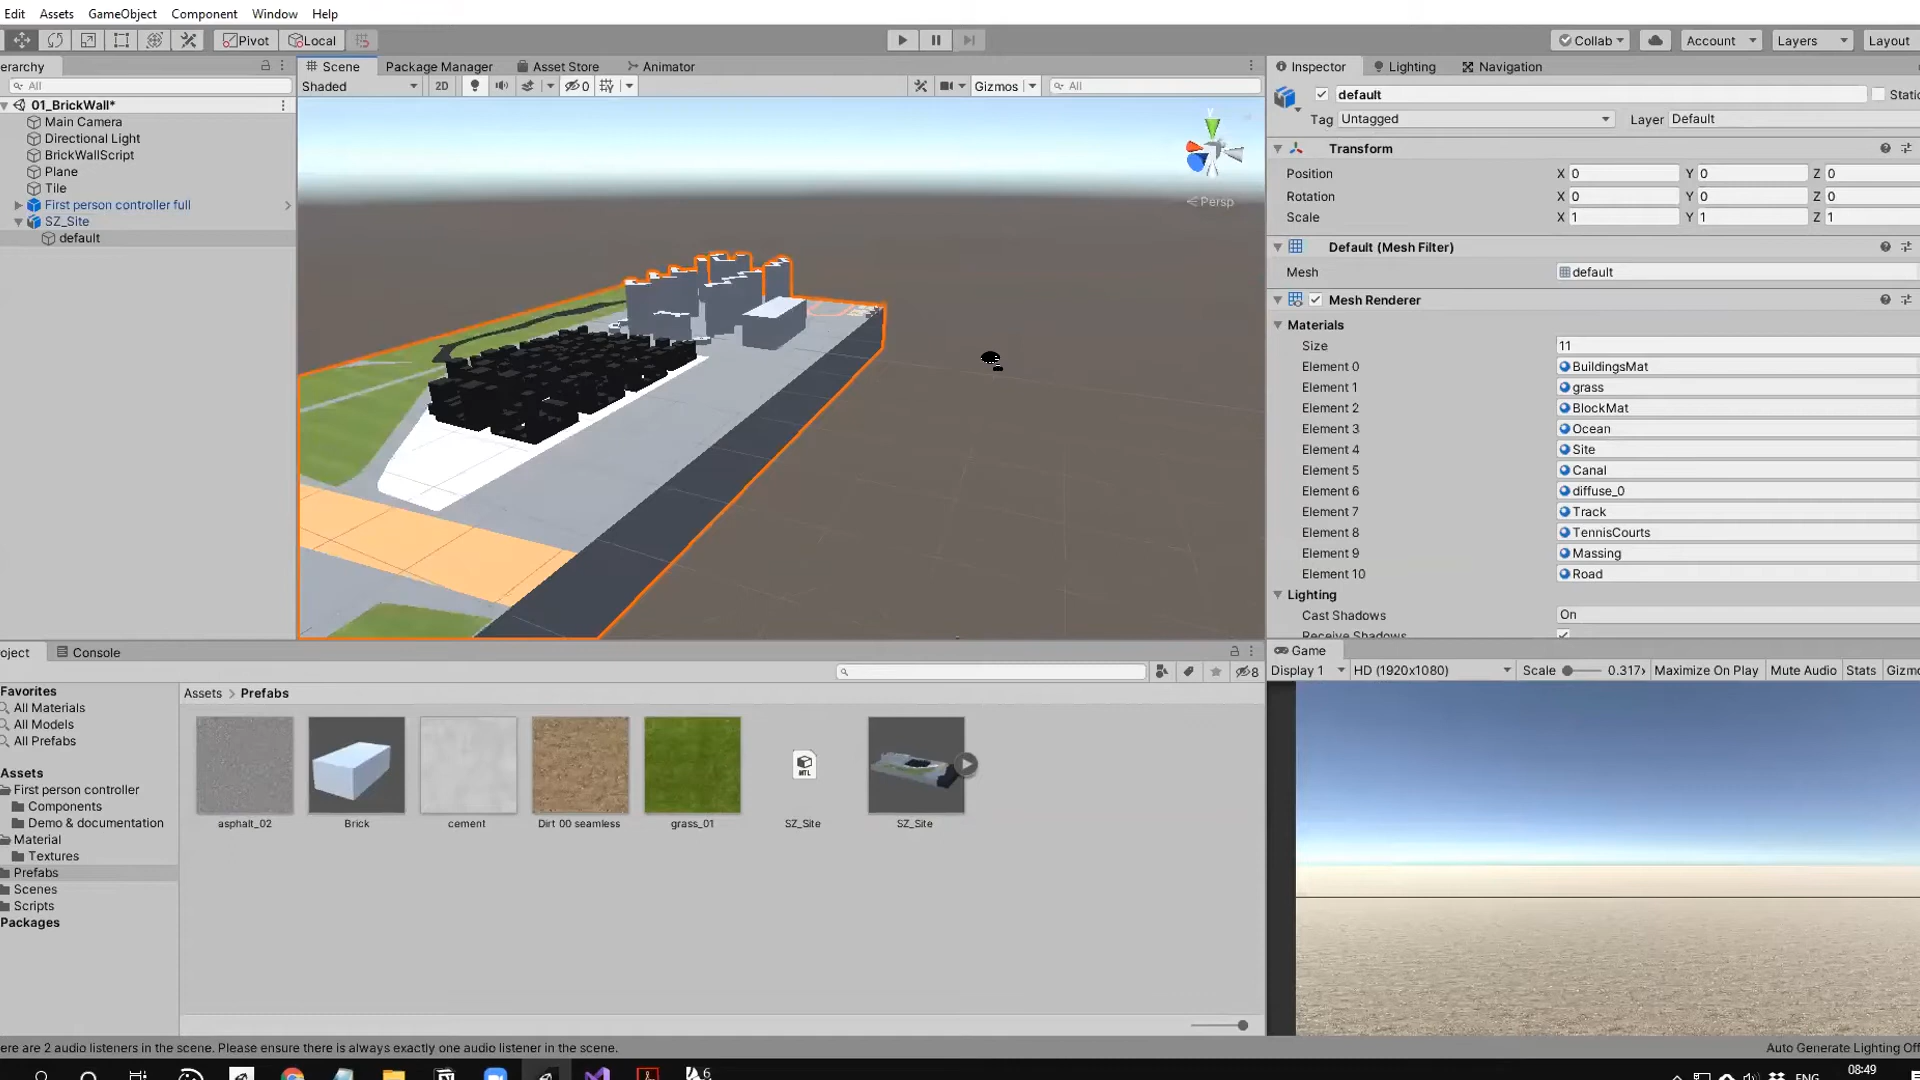 Edit Assets GameObject Component Window Help
Pivot Local Collab Account Layers Layout
erarchy Scene Package Manager Asset Store Animator Inspector Lighting Navigation
All Shaded 2D 0 Gizmos All
01_BrickWall*
Main Camera
Directional Light
BrickWallScript
Plane
Tile
First person controller full
SZ_Site
default
Y
Persp
default Static
Tag Untagged Layer Default
Transform
Position X 0 Y 0 Z 0
Rotation X 0 Y 0 Z 0
Scale X 1 Y 1 Z 1
Default (Mesh Filter)
Mesh default
Mesh Renderer
Materials
Size 11
Element 0 BuildingsMat
Element 1 grass
Element 2 BlockMat
Element 3 Ocean
Element 4 Site
Element 5 Canal
Element 6 diffuse_0
Element 7 Track
Element 8 TennisCourts
Element 9 Massing
Element 10 Road
Lighting
Cast Shadows On
Receive Shadows
oject Console
8
Favorites
All Materials
All Models
All Prefabs
Assets
First person controller
Components
Demo & documentation
Material
Textures
Prefabs
Scenes
Scripts
Packages
Assets > Prefabs
MTL
asphalt_02 Brick cement Dirt 00 seamless grass_01 SZ_Site SZ_Site
Game
Display 1 HD (1920x1080) Scale 0.317 Maximize On Play Mute Audio Stats Gizmo
ere are 2 audio listeners in the scene. Please ensure there is always exactly one audio listener in the scene.
Auto Generate Lighting Off
6
ENG
08:49